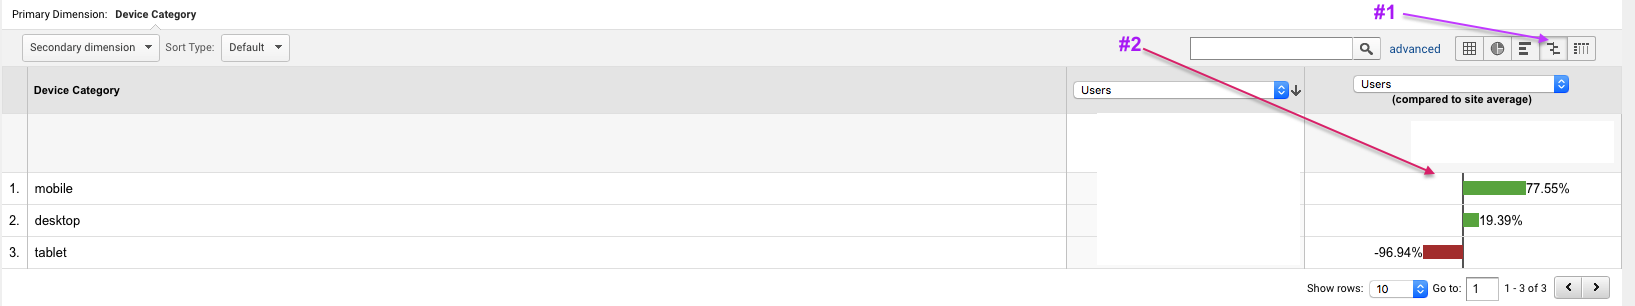 Primary Dimension: Device Category
#1
Secondary dimension Sort Type: Default
#2
advanced
Device Category
Users
Users
(compared to site average)
1. mobile 77.55%
2. desktop 19.39%
3. tablet -96.94%
Show rows: 10 Go to: 1 1 - 3 of 3